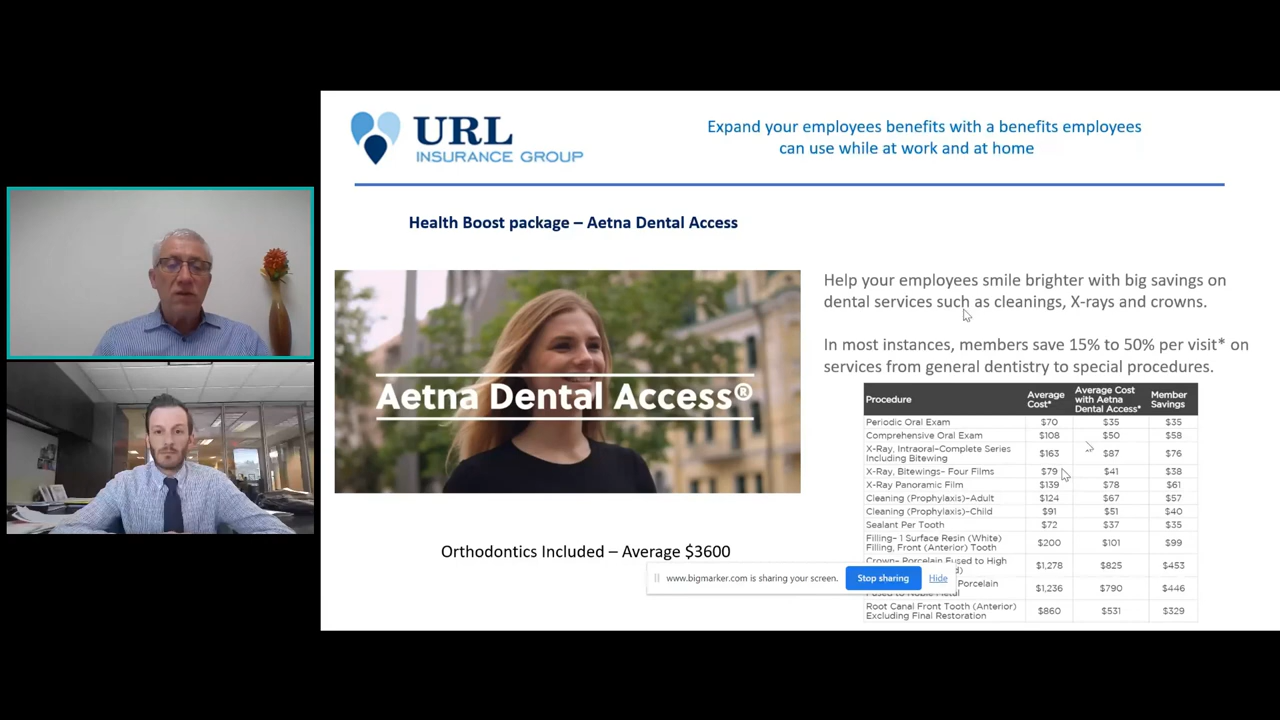 URL
INSURANCE GROUP
Expand your employees benefits with a benefits employees
can use while at work and at home
Health Boost package – Aetna Dental Access
Aetna Dental Access®
Orthodontics Included – Average $3600
Help your employees smile brighter with big savings on
dental services such as cleanings, X-rays and crowns.
In most instances, members save 15% to 50% per visit* on
services from general dentistry to special procedures.
Procedure Average Cost* Average Cost with Aetna Dental Access* Member Savings
Periodic Oral Exam $70 $35 $35
Comprehensive Oral Exam $108 $50 $58
X-Ray, Intraoral–Complete Series
Including Bitewing $163 $87 $76
X-Ray, Bitewings– Four Films $79 $41 $38
X-Ray Panoramic Film $139 $78 $61
Cleaning (Prophylaxis)–Adult $124 $67 $57
Cleaning (Prophylaxis)–Child $91 $51 $40
Sealant Per Tooth $72 $37 $35
Filling– 1 Surface Resin (White)
Filling, Front (Anterior) Tooth $200 $101 $99
Crown– Porcelain Fused to High
$1,278 $825 $453
Porcelain
Fused to Noble Metal $1,236 $790 $446
Root Canal Front Tooth (Anterior)
Excluding Final Restoration $860 $531 $329
www.bigmarker.com is sharing your screen. Stop sharing Hide